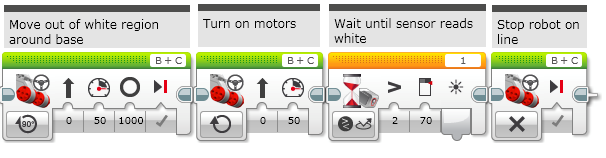 Move out of white region
around base
Turn on motors
Wait until sensor reads
white
Stop robot on
line
B + C
B + C
1
B + C
90°
0 50 1000
0 50
> 2 70